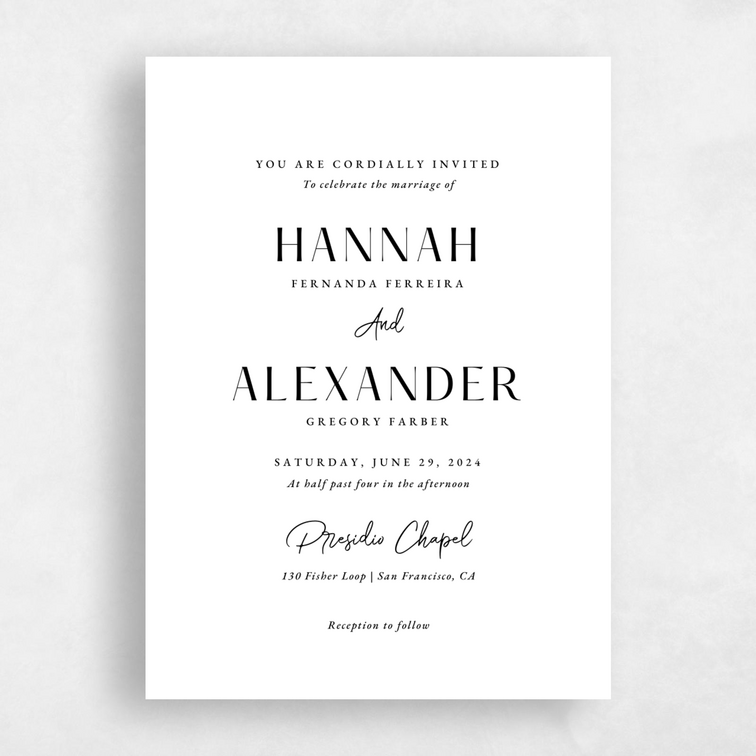 YOU ARE CORDIALLY INVITED
To celebrate the marriage of
HANNAH
FERNANDA FERREIRA
And
ALEXANDER
GREGORY FARBER
SATURDAY, JUNE 29, 2024
At half past four in the afternoon
Presidio Chapel
130 Fisher Loop | San Francisco, CA
Reception to follow